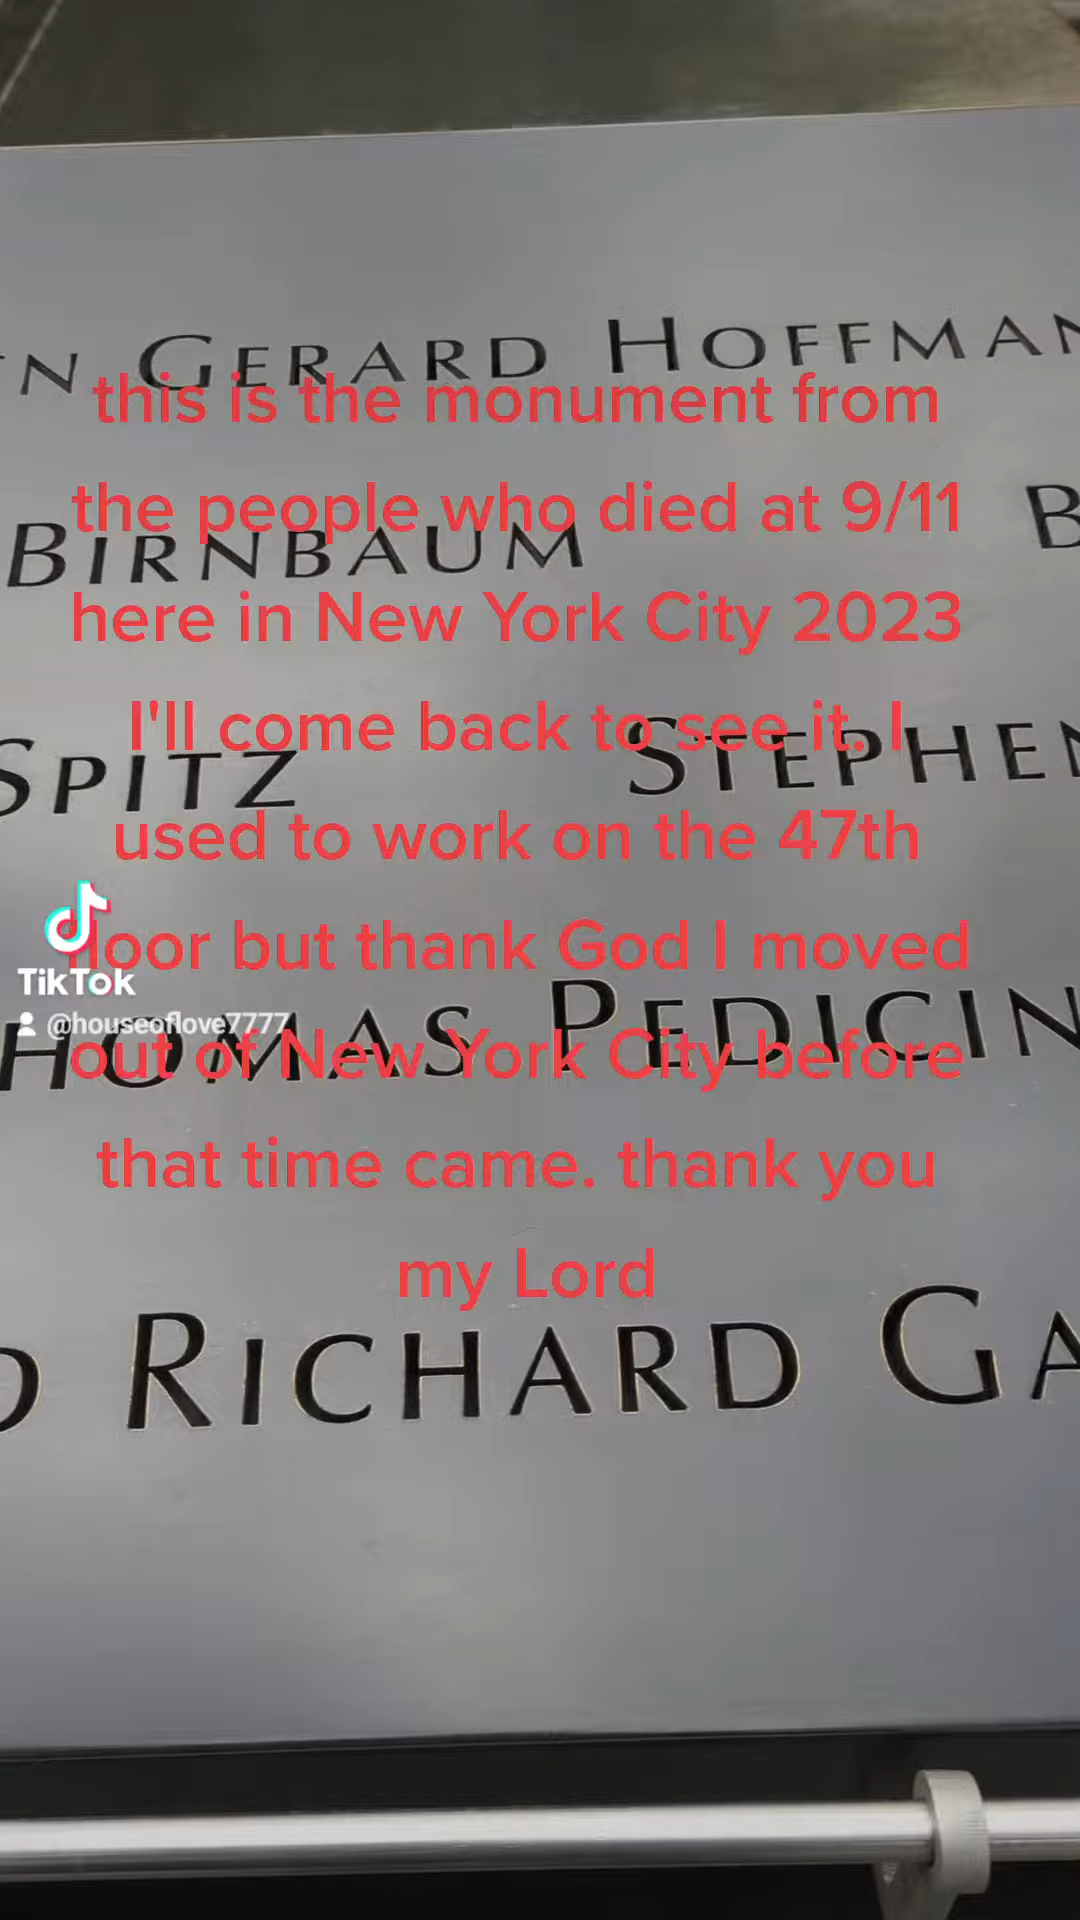 GERARD HOFFMAN
this is the monument from
the people who died at 9/11
BIRNBAUM
here in New York City 2023
I'll come back to see it. I
SPITZ STEPHEN
used to work on the 47th
floor but thank God I moved
TikTok
@houseoflove7777
HOMAS PEDICIN
out of New York City before
that time came. thank you
my Lord
D RICHARD GA